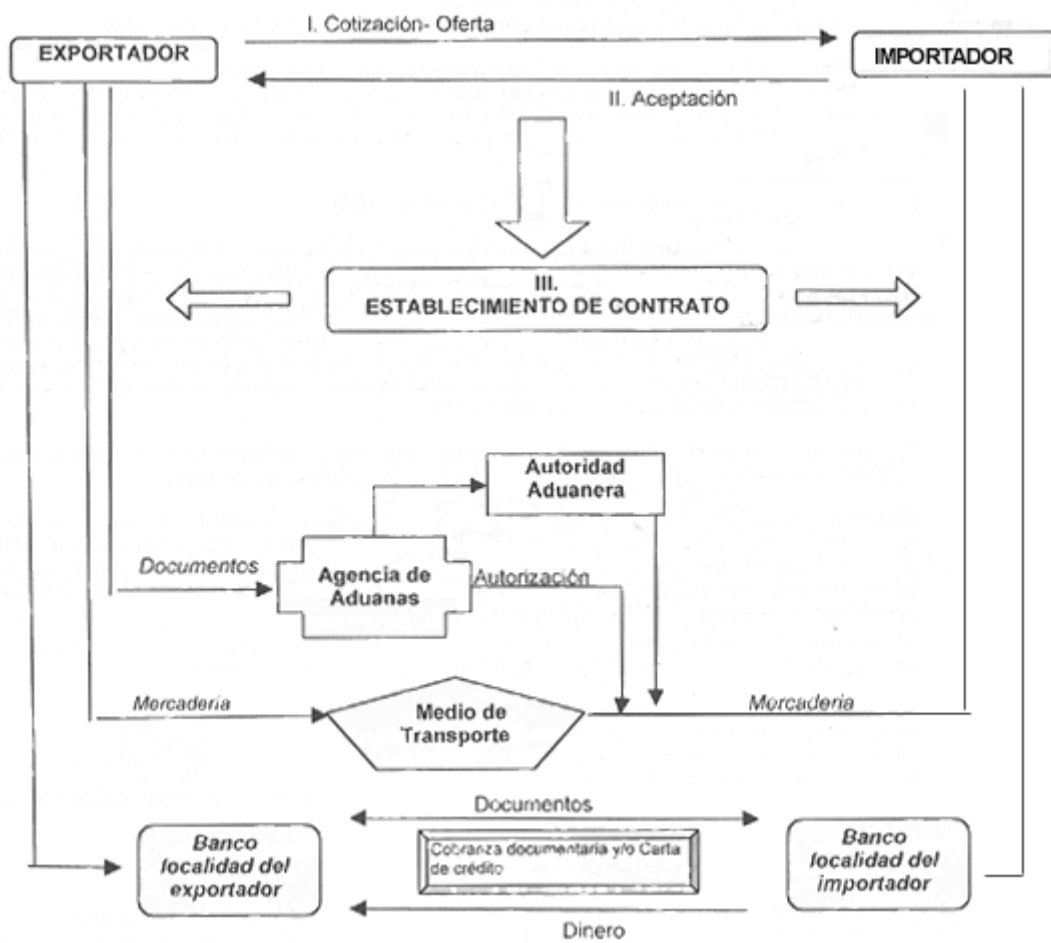 I. Cotización- Oferta
EXPORTADOR
IMPORTADOR
II. Aceptación
III.
ESTABLECIMIENTO DE CONTRATO
Autoridad
Aduanera
Documentos
Agencia de
Aduanas
Autorización
Mercadería
Medio de
Transporte
Mercadería
Documentos
Banco
localidad del
exportador
Cobranza documentaria y/o Carta
de crédito
Banco
localidad del
importador
Dinero